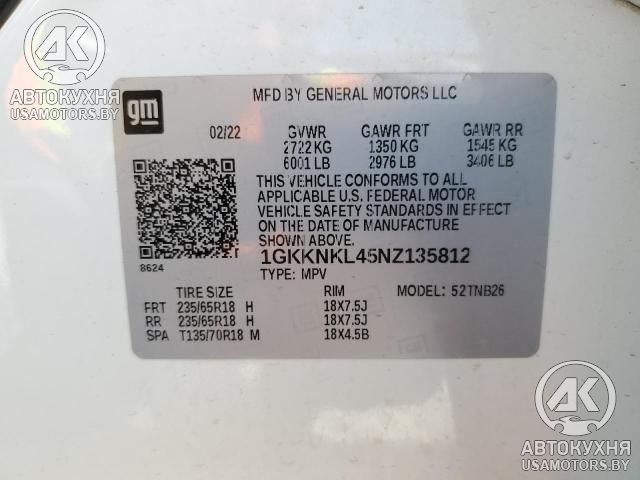 AK
АВТОКУХНЯ
USAMOTORS.BY
gm
MFD BY GENERAL MOTORS LLC
02/22 GVWR GAWR FRT GAWR RR
2722 KG 1350 KG 1545 KG
6001 LB 2976 LB 3406 LB
THIS VEHICLE CONFORMS TO ALL
APPLICABLE U.S. FEDERAL MOTOR
VEHICLE SAFETY STANDARDS IN EFFECT
ON THE DATE OF MANUFACTURE
SHOWN ABOVE.
8624
1GKKNKL45NZ135812
TYPE: MPV MODEL: 52TNB26
TIRE SIZE RIM
FRT 235/65R18 H 18X7.5J
RR 235/65R18 H 18X7.5J
SPA T135/70R18 M 18X4.5B
AK
АВТОКУХНЯ
USAMOTORS.BY